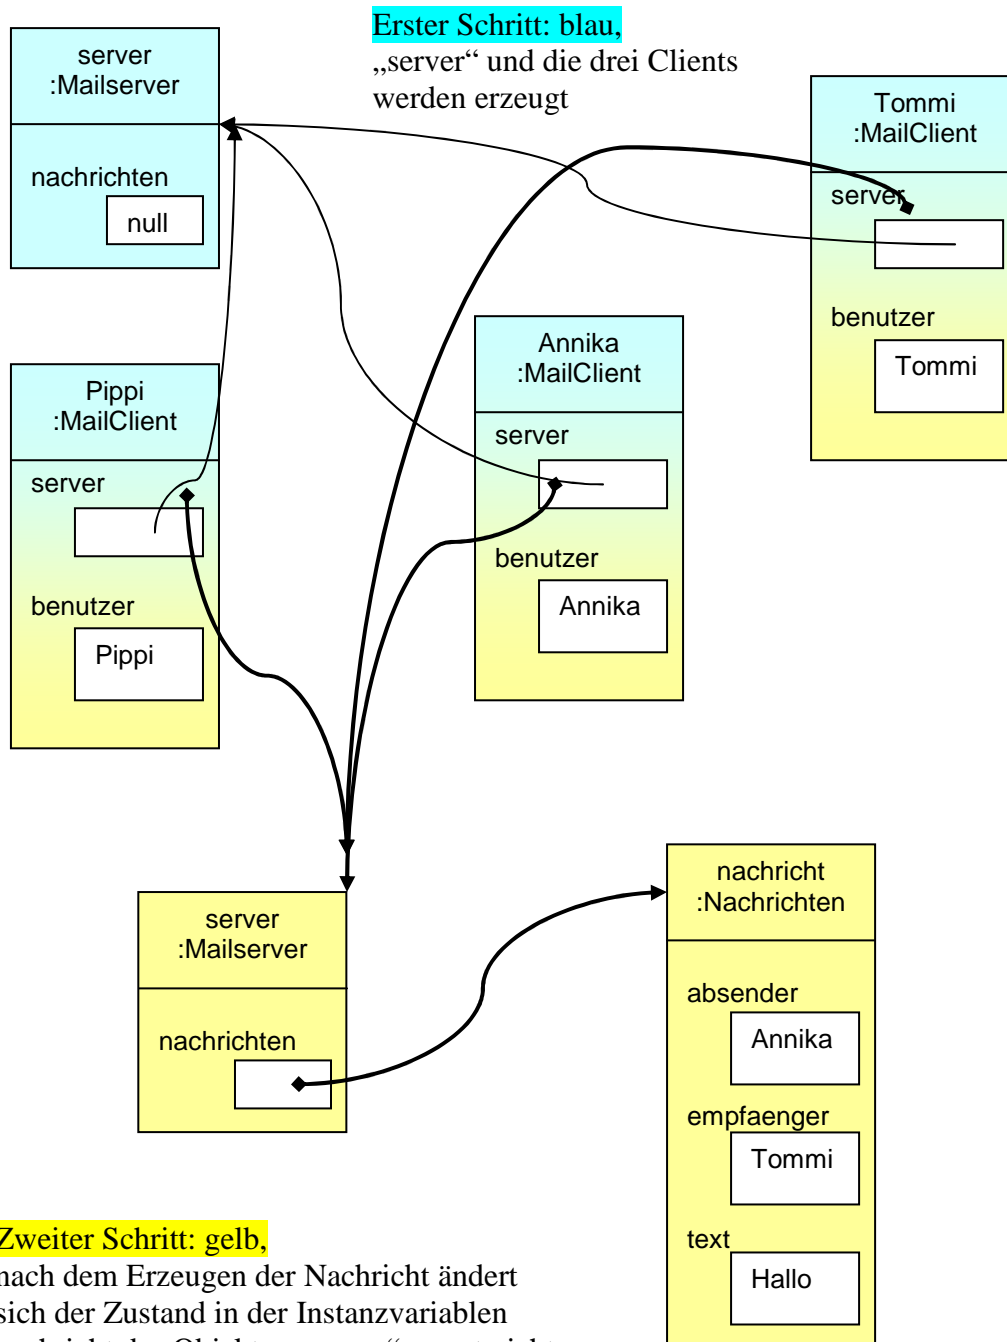 Erster Schritt: blau,
„server“ und die drei Clients
werden erzeugt
server
:Mailserver
nachrichten
null
Tommi
:MailClient
server
benutzer
Tommi
Annika
:MailClient
server
benutzer
Annika
Pippi
:MailClient
server
benutzer
Pippi
server
:Mailserver
nachrichten
nachricht
:Nachrichten
absender
Annika
empfaenger
Tommi
text
Hallo
Zweiter Schritt: gelb,
nach dem Erzeugen der Nachricht ändert
sich der Zustand in der Instanzvariablen